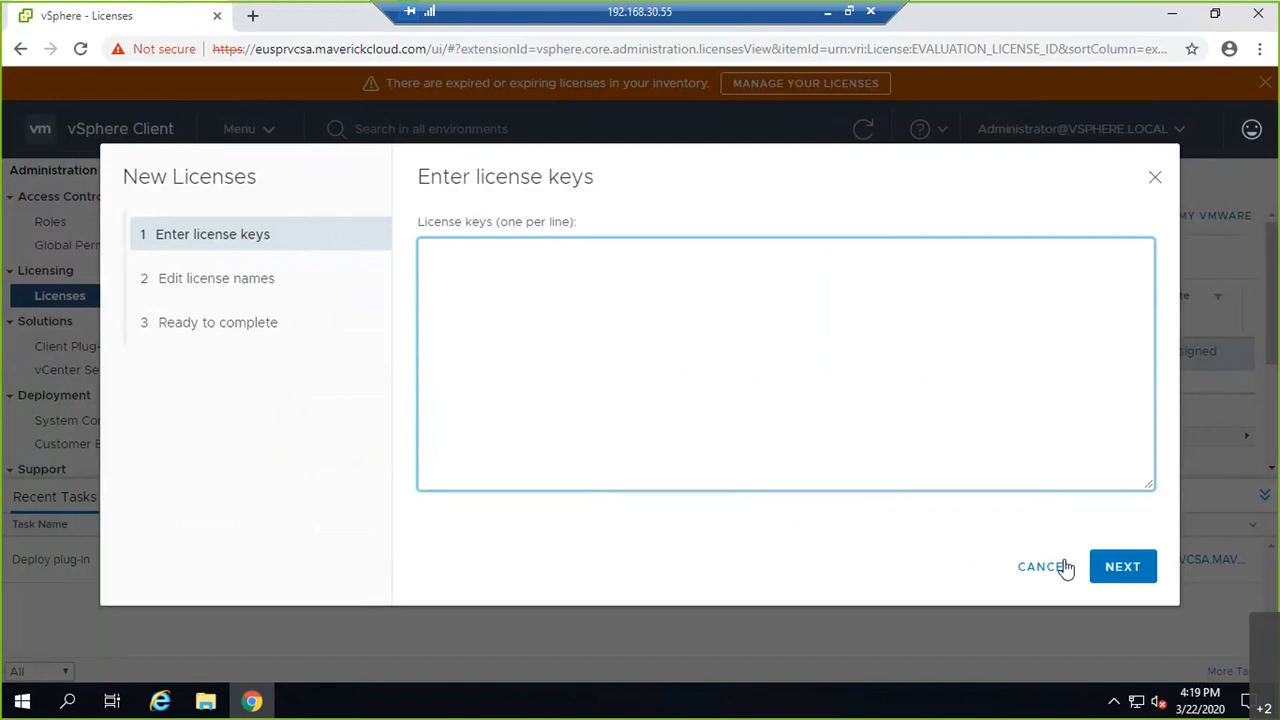 vSphere - Licenses
192.168.30.55
Not secure
https://eusprvcsa.maverickcloud.com/ui/#?extensionId=vsphere.core.administration.licensesView&itemId=urn:vri:License:EVALUATION_LICENSE_ID&sortColumn=ex...
There are expired or expiring licenses in your inventory.
MANAGE YOUR LICENSES
vm
vSphere Client
Menu
Search in all environments
Administrator@VSPHERE.LOCAL
Administration
Access Contr
Roles
Global Perm
Licensing
Licenses
Solutions
Client Plug-
vCenter Se
Deployment
System Co
Customer E
Support
New Licenses
1 Enter license keys
2 Edit license names
3 Ready to complete
Enter license keys
License keys (one per line):
CANCE
NEXT
MY VMWARE
te
signed
Recent Tasks
Task Name
Deploy plug-in
VCSA.MAV...
All
More Ta
4:19 PM
3/22/2020
+2